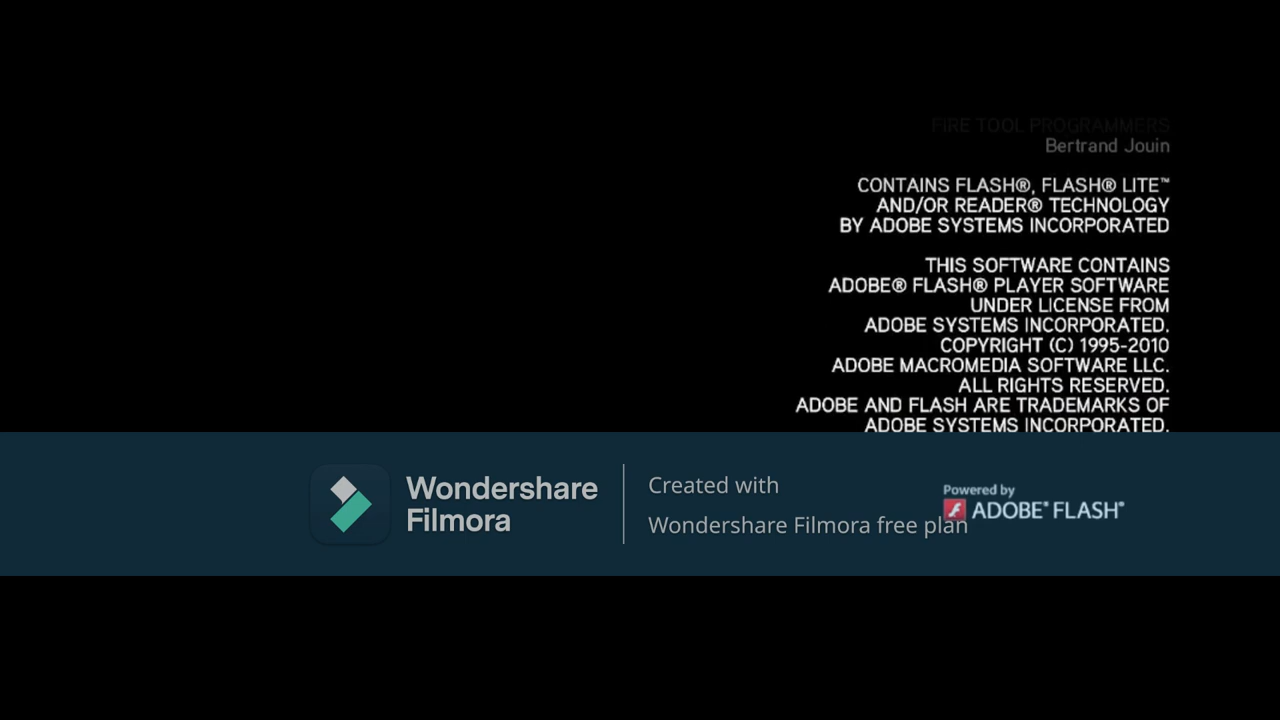 FIRE TOOL PROGRAMMERS
Bertrand Jouin
CONTAINS FLASH®, FLASH® LITE™
AND/OR READER® TECHNOLOGY
BY ADOBE SYSTEMS INCORPORATED
THIS SOFTWARE CONTAINS
ADOBE® FLASH® PLAYER SOFTWARE
UNDER LICENSE FROM
ADOBE SYSTEMS INCORPORATED.
COPYRIGHT (C) 1995-2010
ADOBE MACROMEDIA SOFTWARE LLC.
ALL RIGHTS RESERVED.
ADOBE AND FLASH ARE TRADEMARKS OF
ADOBE SYSTEMS INCORPORATED.
Wondershare
Filmora
Created with
Wondershare Filmora free plan
Powered by
ADOBE® FLASH®